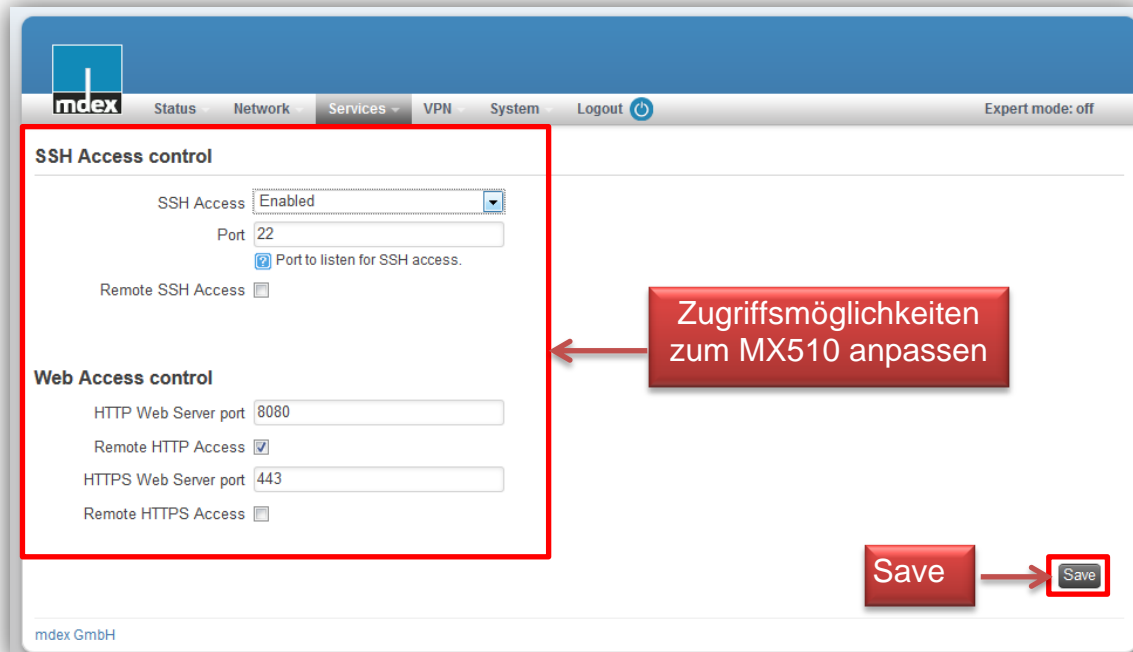 mdex
Status Network Services VPN System Logout Expert mode: off
SSH Access control
SSH Access Enabled
Port 22
? Port to listen for SSH access.
Remote SSH Access
Zugriffsmöglichkeiten
zum MX510 anpassen
Web Access control
HTTP Web Server port 8080
Remote HTTP Access
HTTPS Web Server port 443
Remote HTTPS Access
Save
Save
mdex GmbH